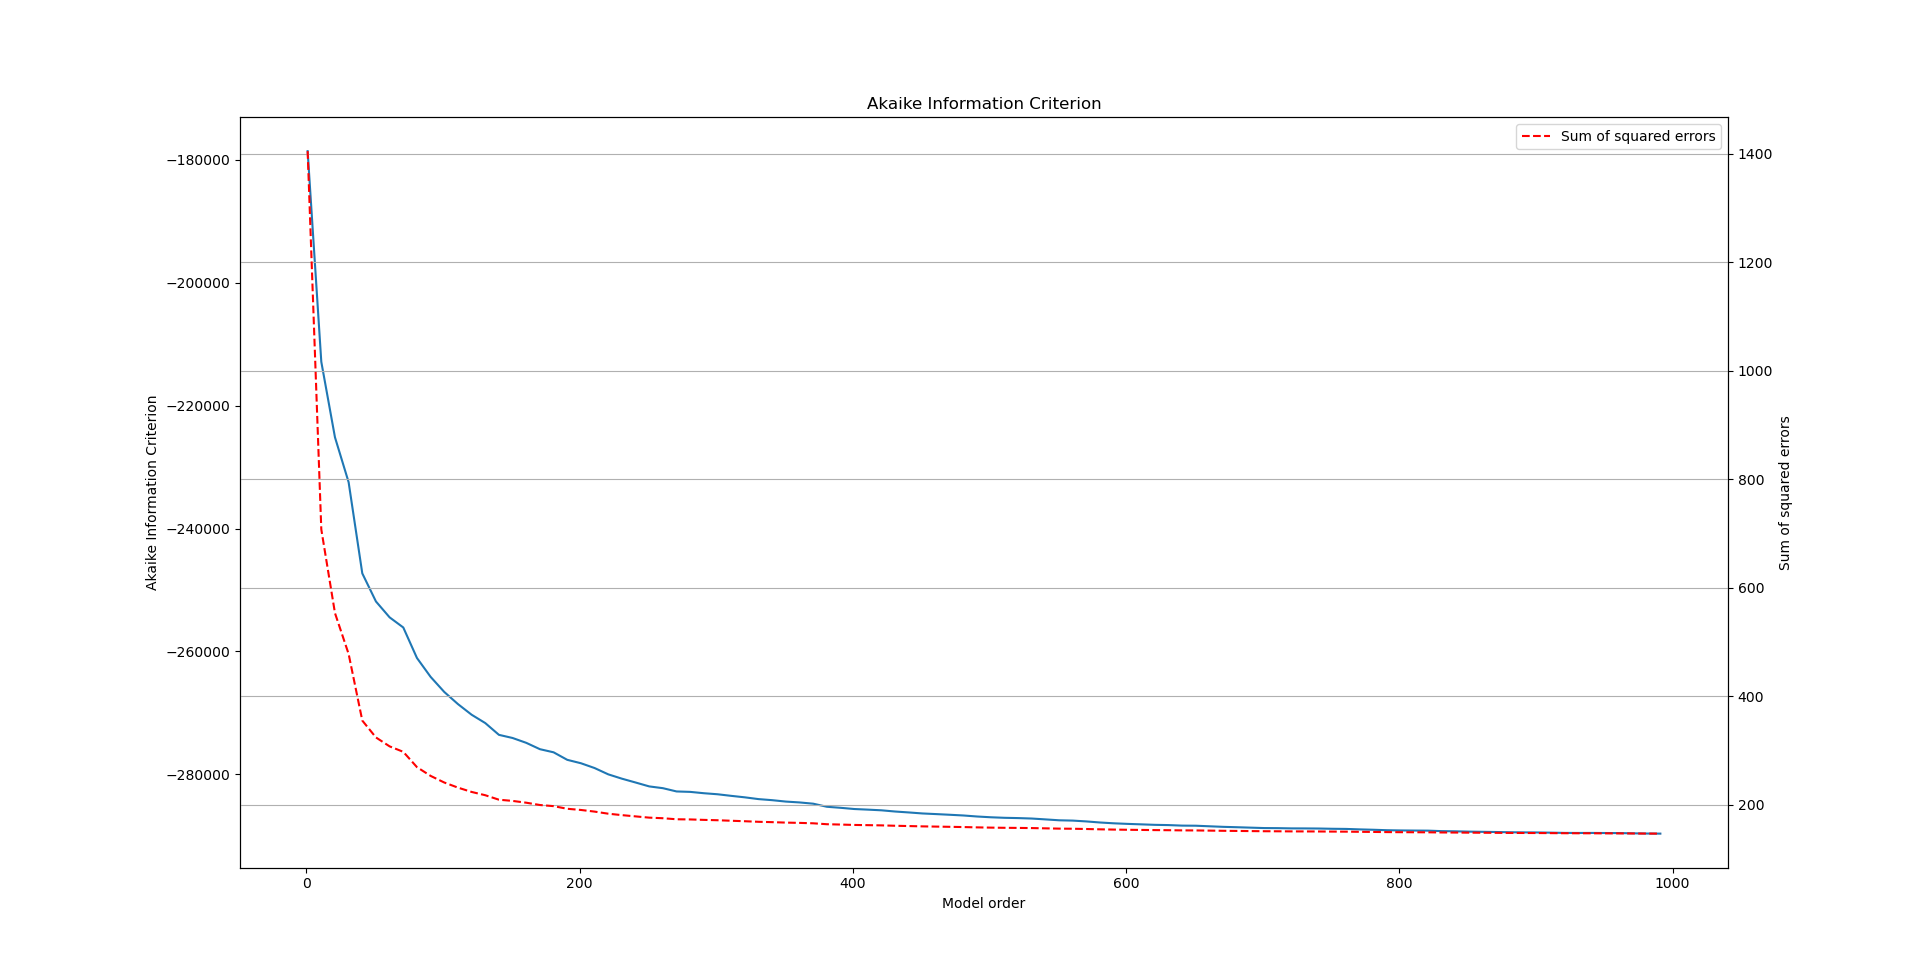 Akaike Information Criterion
Sum of squared errors
−180000
−200000
−220000
−240000
−260000
−280000
Akaike Information Criterion
1400
1200
1000
800
600
400
200
Sum of squared errors
0 200 400 600 800 1000
Model order